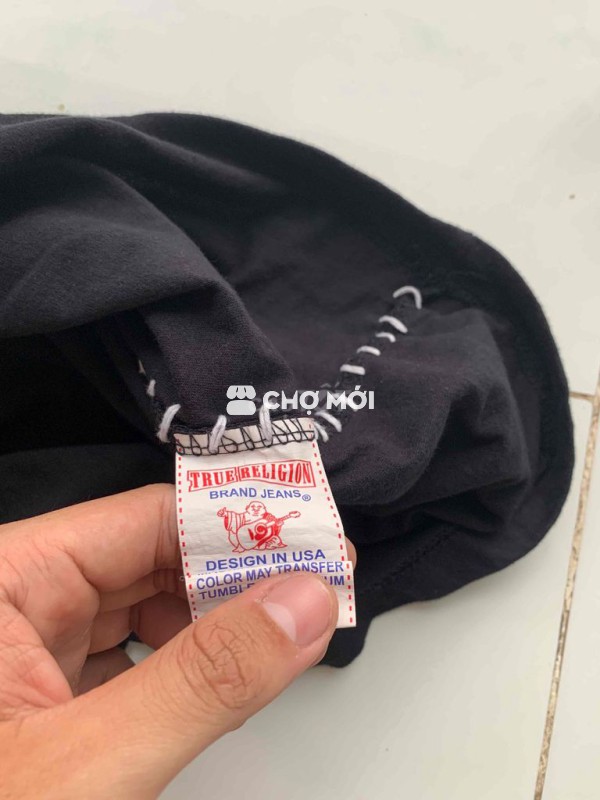 CHỢ MỚI
TRUE RELIGION
BRAND JEANS®
DESIGN IN USA
COLOR MAY TRANSFER